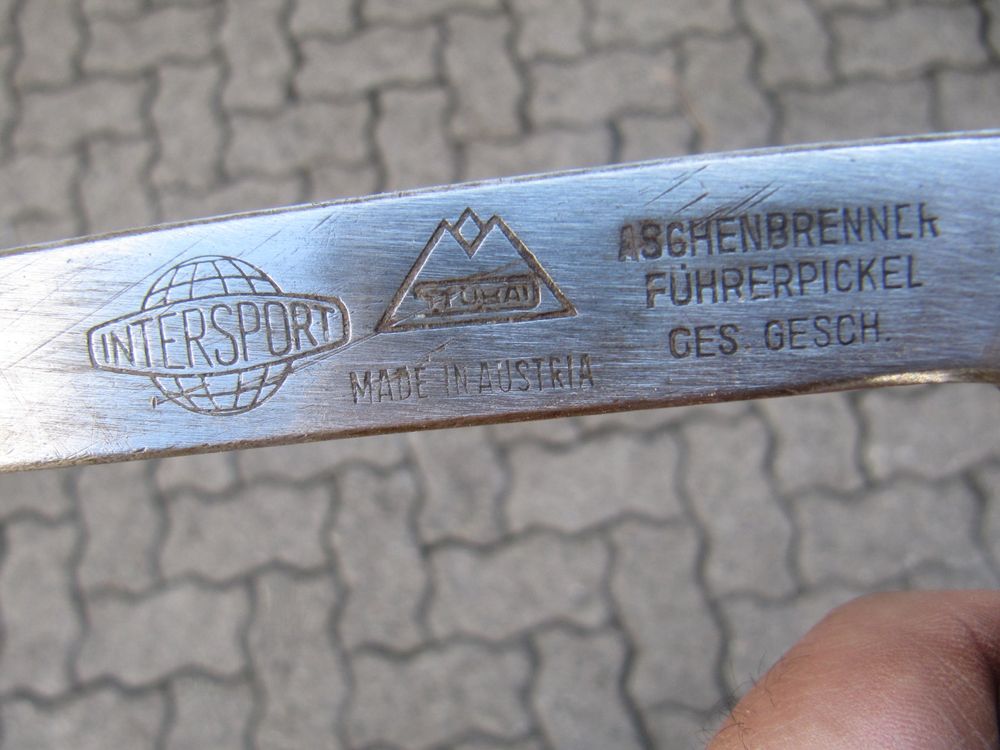 INTERSPORT
STUBAI
MADE IN AUSTRIA
ASCHENBRENNER
FÜHRERPICKEL
GES. GESCH.